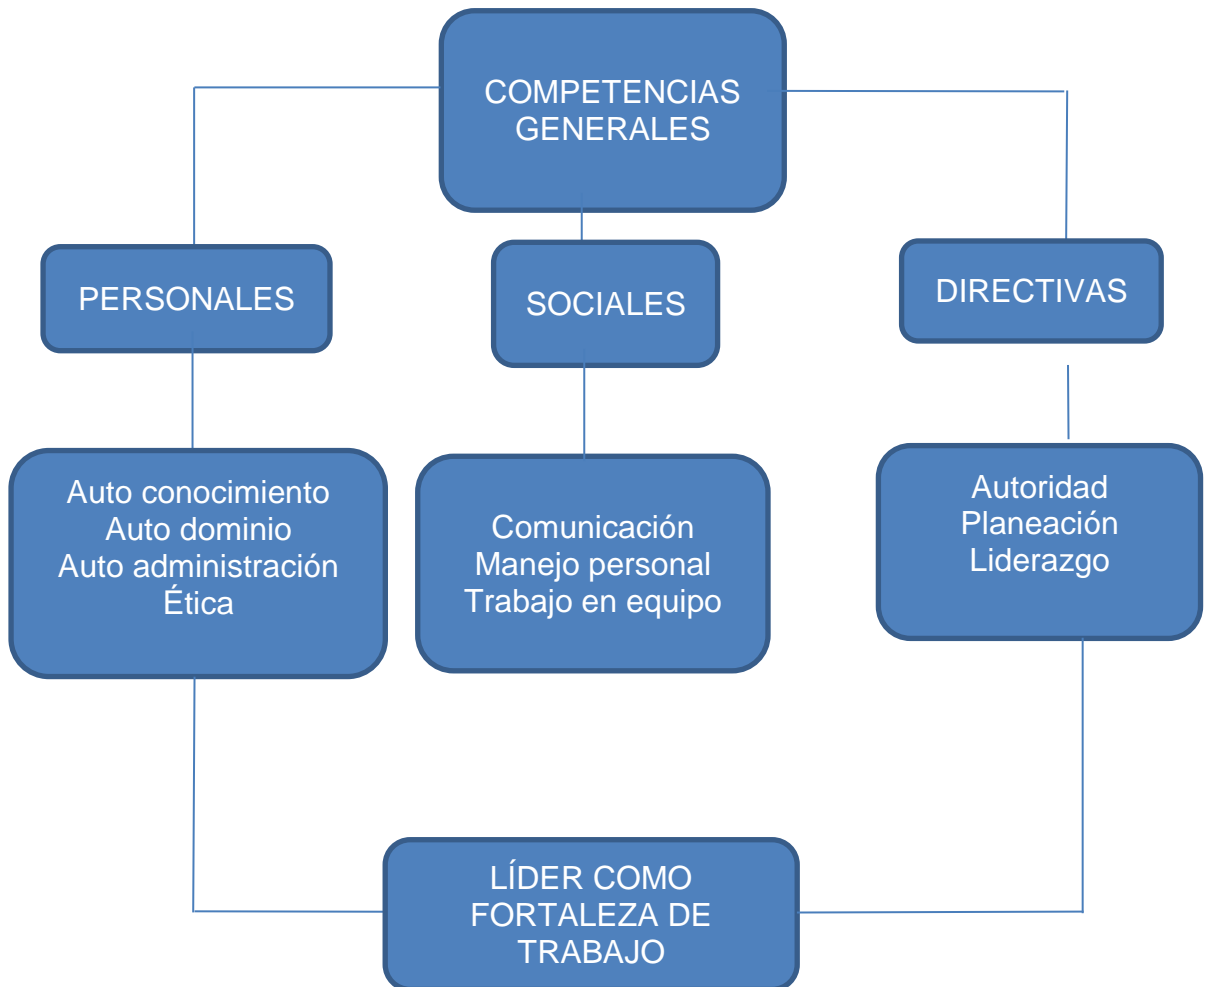 COMPETENCIAS
GENERALES
PERSONALES
SOCIALES
DIRECTIVAS
Auto conocimiento
Auto dominio
Auto administración
Ética
Comunicación
Manejo personal
Trabajo en equipo
Autoridad
Planeación
Liderazgo
LÍDER COMO
FORTALEZA DE
TRABAJO